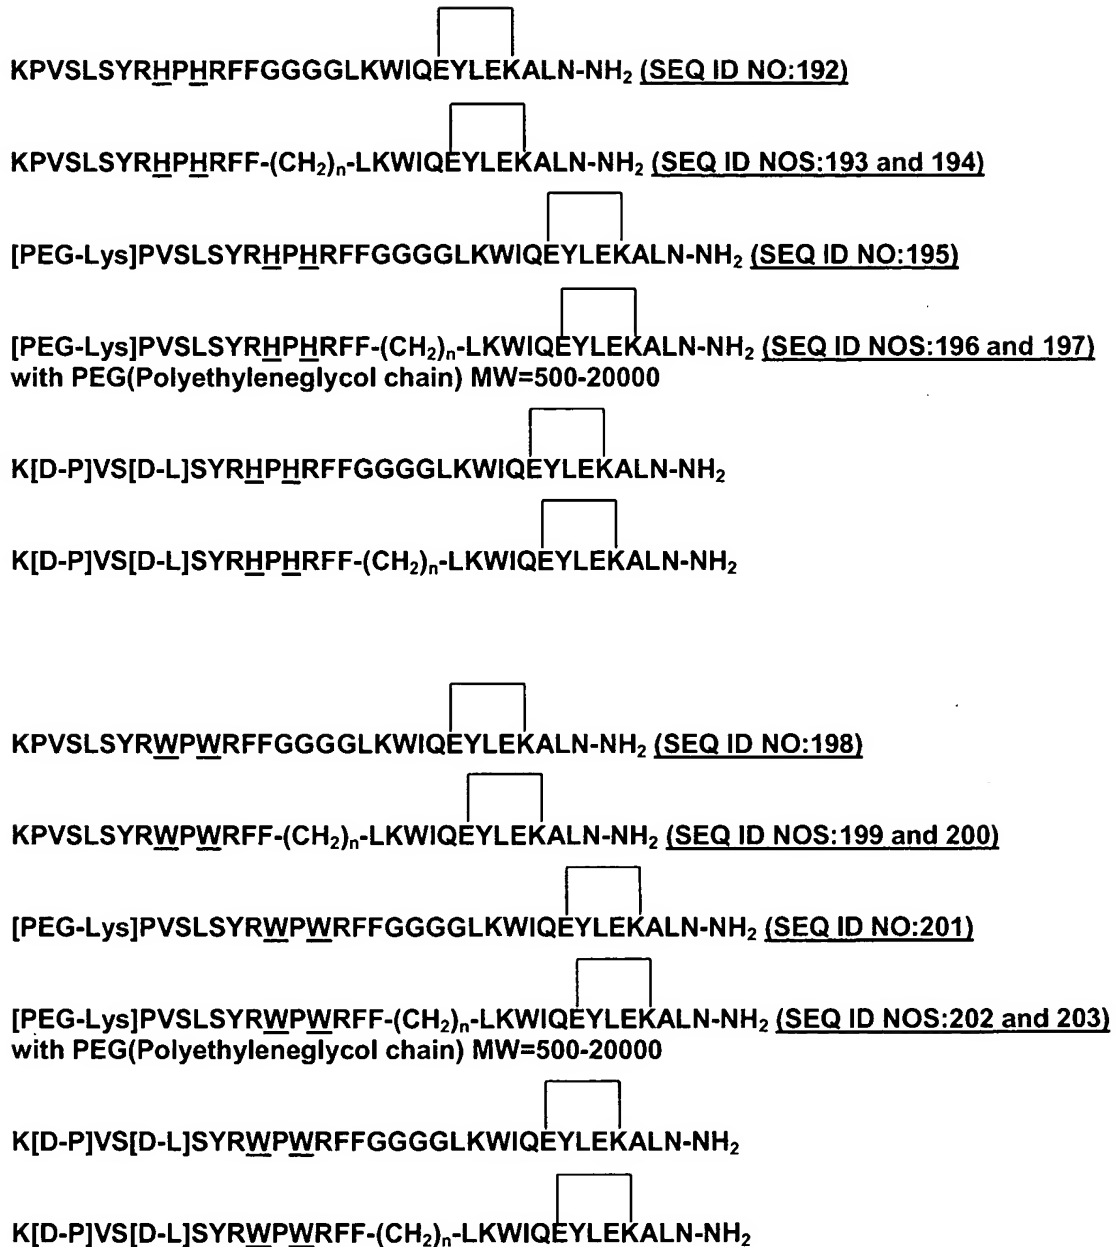 KPVSLSYRHPHRFFGGGGLKWIQEYLEKALN-NH₂ (SEQ ID NO:192)
KPVSLSYRHPHRFF-(CH₂)ₙ-LKWIQEYLEKALN-NH₂ (SEQ ID NOS:193 and 194)
[PEG-Lys]PVSLSYRHPHRFFGGGGLKWIQEYLEKALN-NH₂ (SEQ ID NO:195)
[PEG-Lys]PVSLSYRHPHRFF-(CH₂)ₙ-LKWIQEYLEKALN-NH₂ (SEQ ID NOS:196 and 197)
with PEG(Polyethyleneglycol chain) MW=500-20000
K[D-P]VS[D-L]SYRHPHRFFGGGGLKWIQEYLEKALN-NH₂
K[D-P]VS[D-L]SYRHPHRFF-(CH₂)ₙ-LKWIQEYLEKALN-NH₂
KPVSLSYRWPWRFFGGGGLKWIQEYLEKALN-NH₂ (SEQ ID NO:198)
KPVSLSYRWPWRFF-(CH₂)ₙ-LKWIQEYLEKALN-NH₂ (SEQ ID NOS:199 and 200)
[PEG-Lys]PVSLSYRWPWRFFGGGGLKWIQEYLEKALN-NH₂ (SEQ ID NO:201)
[PEG-Lys]PVSLSYRWPWRFF-(CH₂)ₙ-LKWIQEYLEKALN-NH₂ (SEQ ID NOS:202 and 203)
with PEG(Polyethyleneglycol chain) MW=500-20000
K[D-P]VS[D-L]SYRWPWRFFGGGGLKWIQEYLEKALN-NH₂
K[D-P]VS[D-L]SYRWPWRFF-(CH₂)ₙ-LKWIQEYLEKALN-NH₂